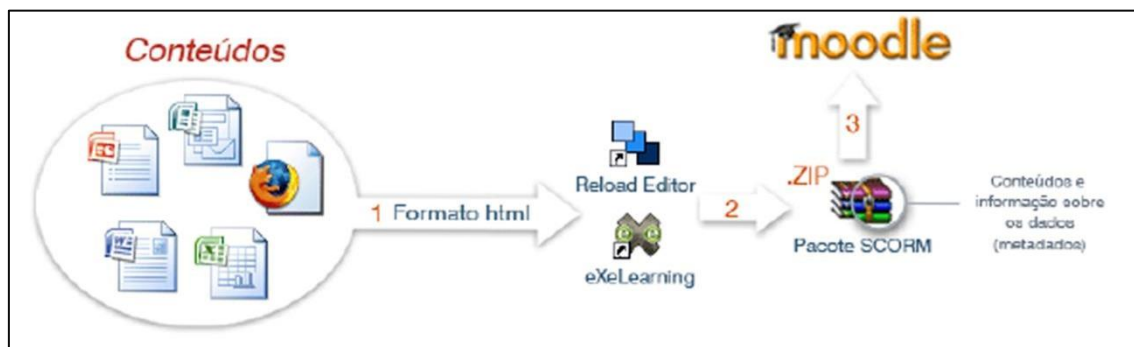 Conteúdos
moodle
1 Formato html
Reload Editor
eXeLearning
2
.ZIP
3
Pacote SCORM
Conteúdos e
informação sobre
os dados
(metadados)